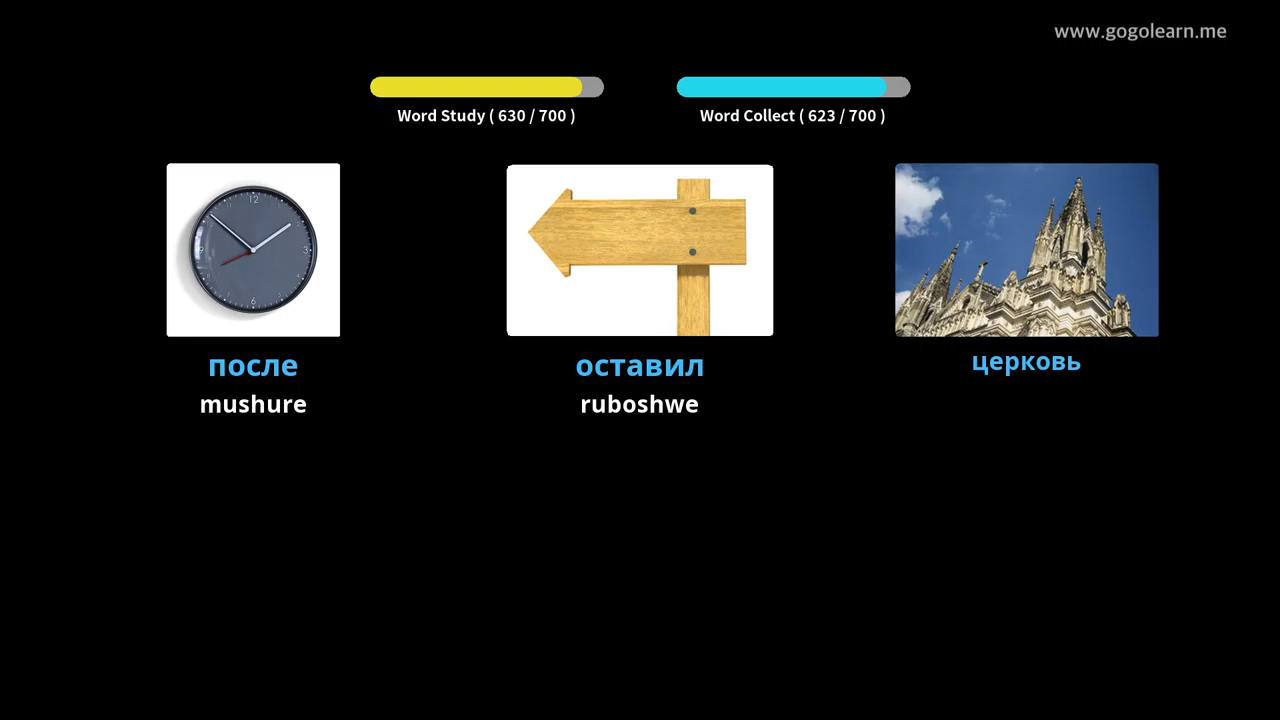 www.gogolearn.me
Word Study ( 630 / 700 )
Word Collect ( 623 / 700 )
после
оставил
церковь
mushure
ruboshwe